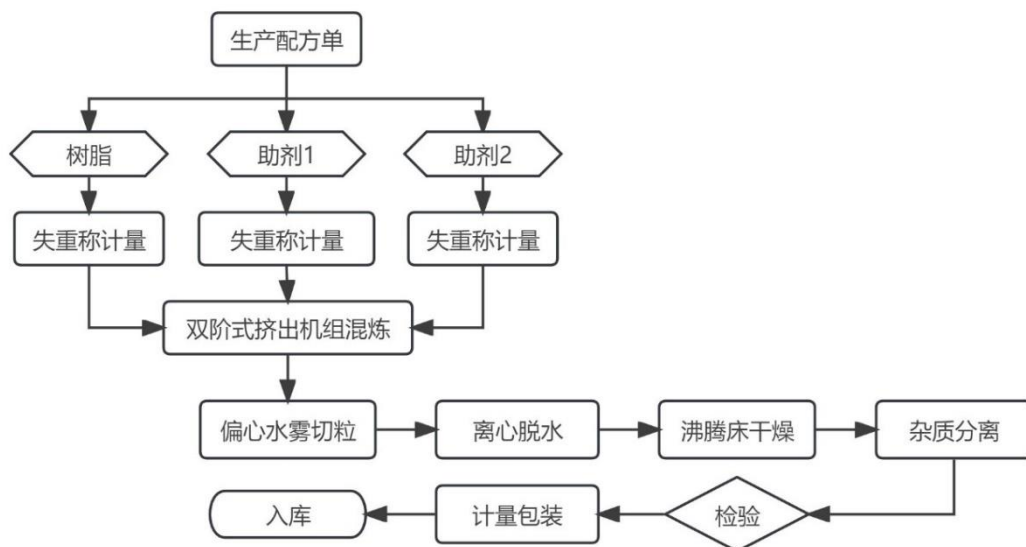 生产配方单
树脂
助剂1
助剂2
失重称计量
失重称计量
失重称计量
双阶式挤出机组混炼
偏心水雾切粒
离心脱水
沸腾床干燥
杂质分离
入库
计量包装
检验